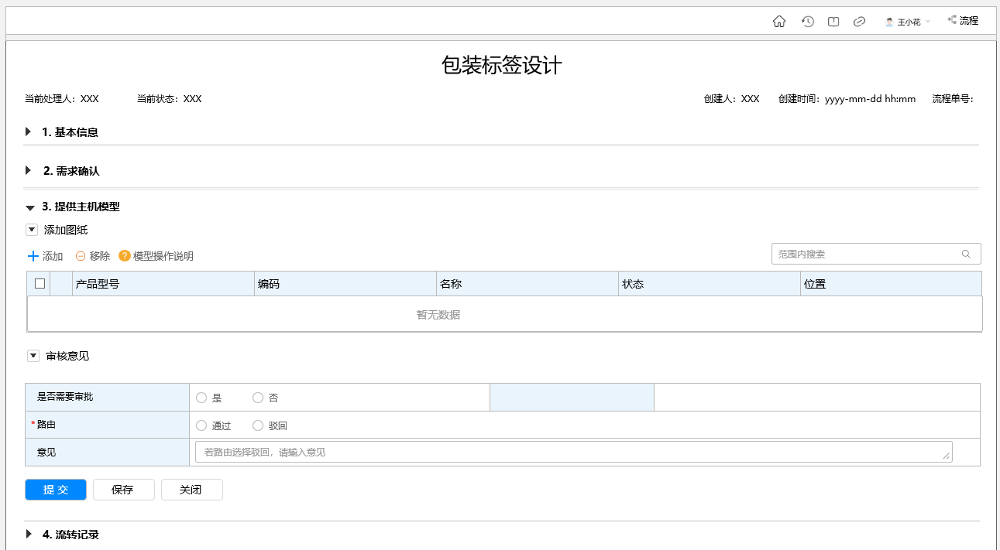 王小花 流程
包装标签设计
当前处理人：XXX 当前状态：XXX 创建人：XXX 创建时间：yyyy-mm-dd hh:mm 流程单号：
1. 基本信息
2. 需求确认
3. 提供主机模型
添加图纸
添加 移除 ? 模型操作说明 范围内搜索
产品型号 编码 名称 状态 位置
暂无数据
审核意见
是否需要审批 是 否
*路由 通过 驳回
意见 若路由选择驳回，请输入意见
提 交 保存 关闭
4. 流转记录